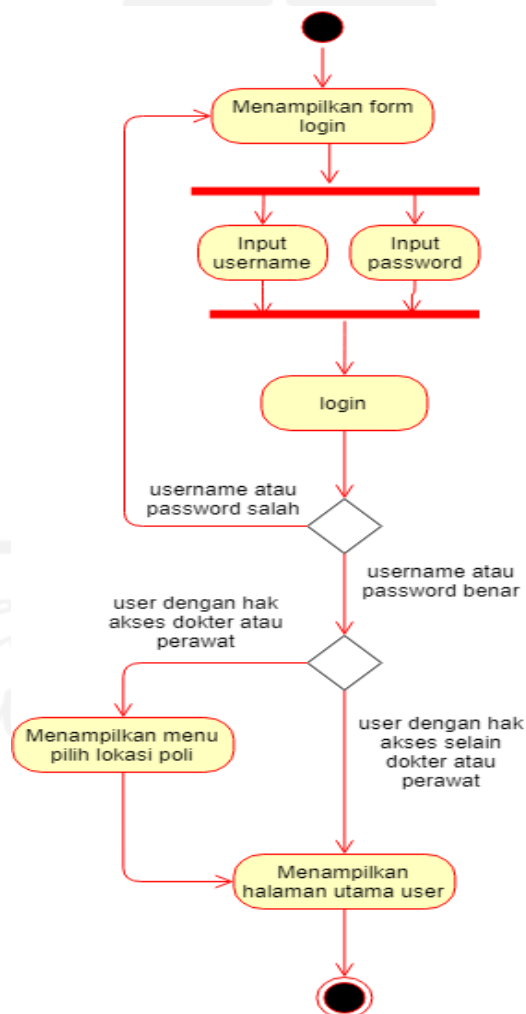 Menampilkan form
login
Input
username
Input
password
login
username atau
password salah
username atau
password benar
user dengan hak
akses dokter atau
perawat
Menampilkan menu
pilih lokasi poli
user dengan hak
akses selain
dokter atau
perawat
Menampilkan
halaman utama user